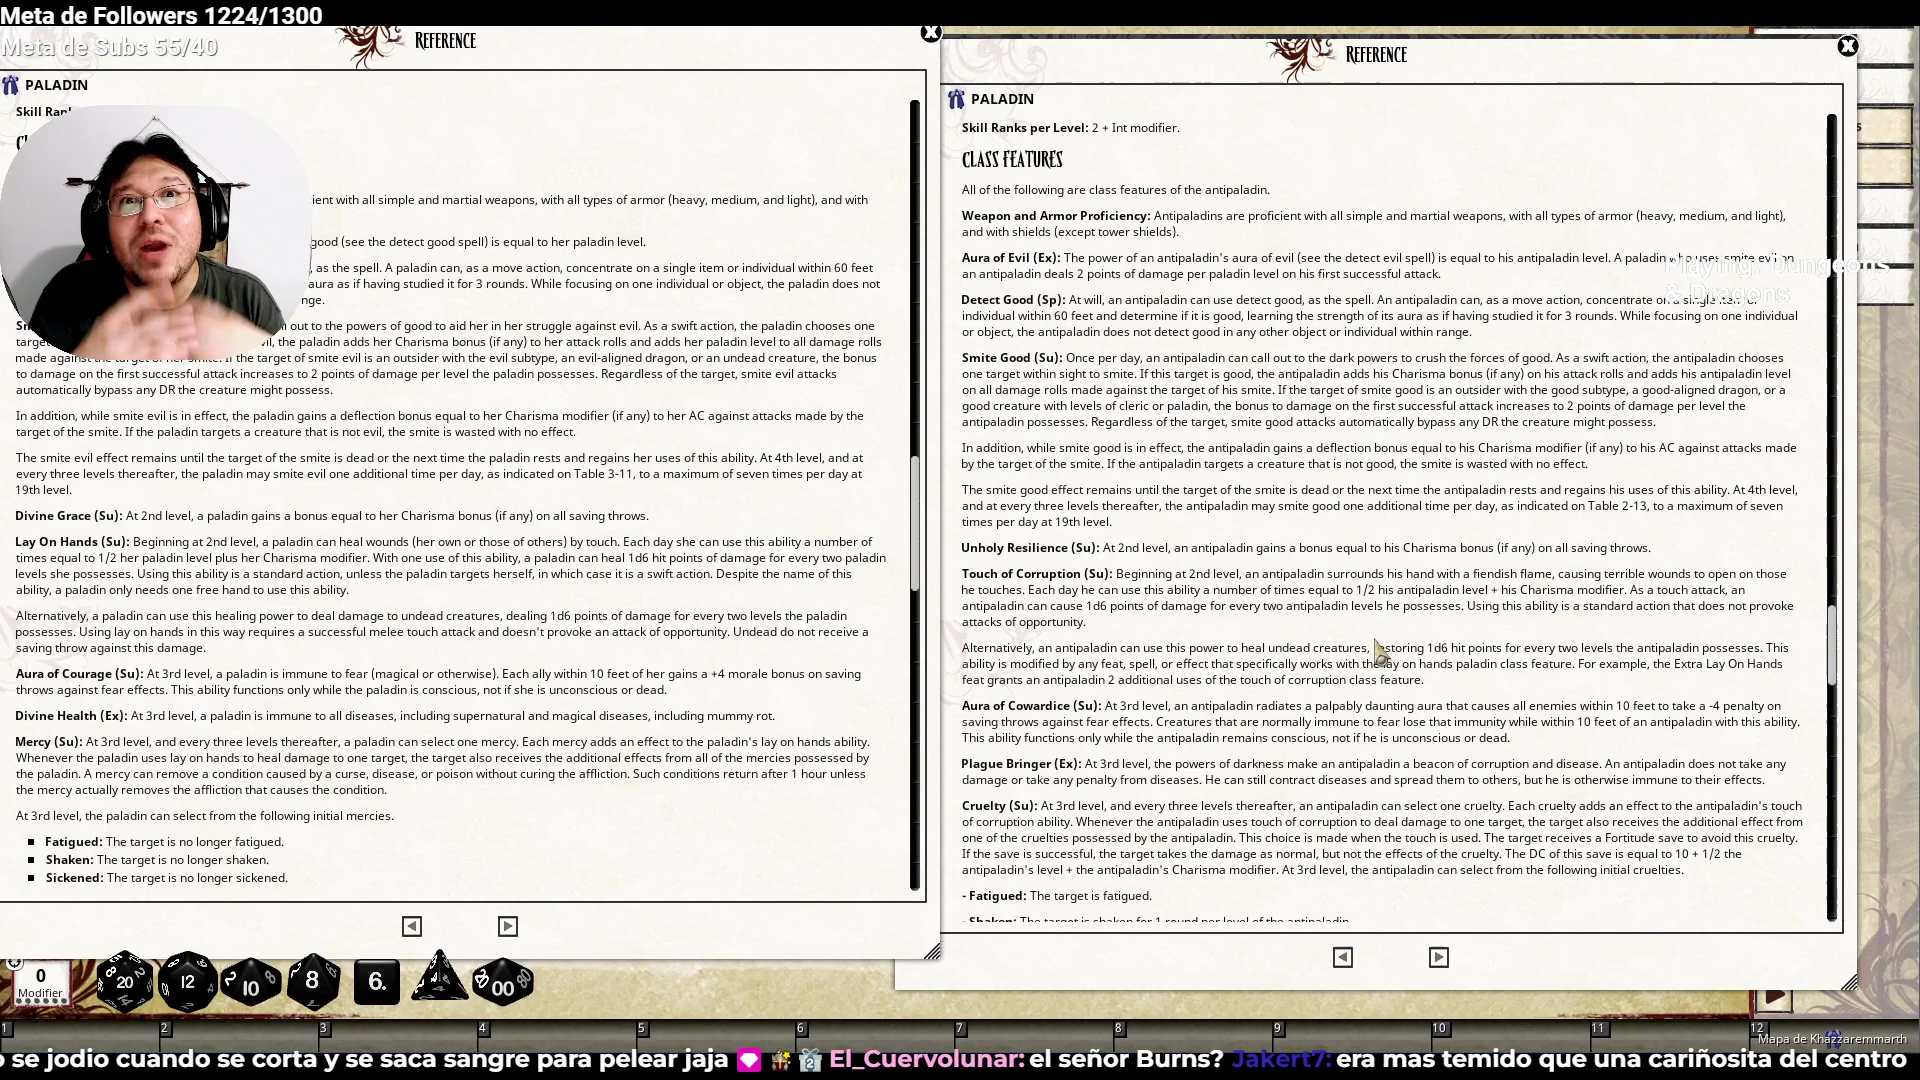 Meta de Followers 1224/1300
Meta de Subs 55/40
REFERENCE
PALADIN
Skill Ran
ient with all simple and martial weapons, with all types of armor (heavy, medium, and light), and with
good (see the detect good spell) is equal to her paladin level.
, as the spell. A paladin can, as a move action, concentrate on a single item or individual within 60 feet
aura as if having studied it for 3 rounds. While focusing on one individual or object, the paladin does not
nge.
out to the powers of good to aid her in her struggle against evil. As a swift action, the paladin chooses one
target vil, the paladin adds her Charisma bonus (if any) to her attack rolls and adds her paladin level to all damage rolls
made against the target of her smite. If the target of smite evil is an outsider with the evil subtype, an evil-aligned dragon, or an undead creature, the bonus
to damage on the first successful attack increases to 2 points of damage per level the paladin possesses. Regardless of the target, smite evil attacks
automatically bypass any DR the creature might possess.
In addition, while smite evil is in effect, the paladin gains a deflection bonus equal to her Charisma modifier (if any) to her AC against attacks made by the
target of the smite. If the paladin targets a creature that is not evil, the smite is wasted with no effect.
The smite evil effect remains until the target of the smite is dead or the next time the paladin rests and regains her uses of this ability. At 4th level, and at
every three levels thereafter, the paladin may smite evil one additional time per day, as indicated on Table 3-11, to a maximum of seven times per day at
19th level.
Divine Grace (Su): At 2nd level, a paladin gains a bonus equal to her Charisma bonus (if any) on all saving throws.
Lay On Hands (Su): Beginning at 2nd level, a paladin can heal wounds (her own or those of others) by touch. Each day she can use this ability a number of
times equal to 1/2 her paladin level plus her Charisma modifier. With one use of this ability, a paladin can heal 1d6 hit points of damage for every two paladin
levels she possesses. Using this ability is a standard action, unless the paladin targets herself, in which case it is a swift action. Despite the name of this
ability, a paladin only needs one free hand to use this ability.
Alternatively, a paladin can use this healing power to deal damage to undead creatures, dealing 1d6 points of damage for every two levels the paladin
possesses. Using lay on hands in this way requires a successful melee touch attack and doesn't provoke an attack of opportunity. Undead do not receive a
saving throw against this damage.
Aura of Courage (Su): At 3rd level, a paladin is immune to fear (magical or otherwise). Each ally within 10 feet of her gains a +4 morale bonus on saving
throws against fear effects. This ability functions only while the paladin is conscious, not if she is unconscious or dead.
Divine Health (Ex): At 3rd level, a paladin is immune to all diseases, including supernatural and magical diseases, including mummy rot.
Mercy (Su): At 3rd level, and every three levels thereafter, a paladin can select one mercy. Each mercy adds an effect to the paladin's lay on hands ability.
Whenever the paladin uses lay on hands to heal damage to one target, the target also receives the additional effects from all of the mercies possessed by
the paladin. A mercy can remove a condition caused by a curse, disease, or poison without curing the affliction. Such conditions return after 1 hour unless
the mercy actually removes the affliction that causes the condition.
At 3rd level, the paladin can select from the following initial mercies.
Fatigued: The target is no longer fatigued.
Shaken: The target is no longer shaken.
Sickened: The target is no longer sickened.
REFERENCE
PALADIN
Skill Ranks per Level: 2 + Int modifier.
CLASS FEATURES
All of the following are class features of the antipaladin.
Weapon and Armor Proficiency: Antipaladins are proficient with all simple and martial weapons, with all types of armor (heavy, medium, and light),
and with shields (except tower shields).
Aura of Evil (Ex): The power of an antipaladin's aura of evil (see the detect evil spell) is equal to his antipaladin level. A paladin who uses smite evil on
an antipaladin deals 2 points of damage per paladin level on his first successful attack.
Playing: Dungeons
& Dragons
Detect Good (Sp): At will, an antipaladin can use detect good, as the spell. An antipaladin can, as a move action, concentrate on a single item or
individual within 60 feet and determine if it is good, learning the strength of its aura as if having studied it for 3 rounds. While focusing on one individual
or object, the antipaladin does not detect good in any other object or individual within range.
Smite Good (Su): Once per day, an antipaladin can call out to the dark powers to crush the forces of good. As a swift action, the antipaladin chooses
one target within sight to smite. If this target is good, the antipaladin adds his Charisma bonus (if any) on his attack rolls and adds his antipaladin level
on all damage rolls made against the target of his smite. If the target of smite good is an outsider with the good subtype, a good-aligned dragon, or a
good creature with levels of cleric or paladin, the bonus to damage on the first successful attack increases to 2 points of damage per level the
antipaladin possesses. Regardless of the target, smite good attacks automatically bypass any DR the creature might possess.
In addition, while smite good is in effect, the antipaladin gains a deflection bonus equal to his Charisma modifier (if any) to his AC against attacks made
by the target of the smite. If the antipaladin targets a creature that is not good, the smite is wasted with no effect.
The smite good effect remains until the target of the smite is dead or the next time the antipaladin rests and regains his uses of this ability. At 4th level,
and at every three levels thereafter, the antipaladin may smite good one additional time per day, as indicated on Table 2-13, to a maximum of seven
times per day at 19th level.
Unholy Resilience (Su): At 2nd level, an antipaladin gains a bonus equal to his Charisma bonus (if any) on all saving throws.
Touch of Corruption (Su): Beginning at 2nd level, an antipaladin surrounds his hand with a fiendish flame, causing terrible wounds to open on those
he touches. Each day he can use this ability a number of times equal to 1/2 his antipaladin level + his Charisma modifier. As a touch attack, an
antipaladin can cause 1d6 points of damage for every two antipaladin levels he possesses. Using this ability is a standard action that does not provoke
attacks of opportunity.
Alternatively, an antipaladin can use this power to heal undead creatures, restoring 1d6 hit points for every two levels the antipaladin possesses. This
ability is modified by any feat, spell, or effect that specifically works with the lay on hands paladin class feature. For example, the Extra Lay On Hands
feat grants an antipaladin 2 additional uses of the touch of corruption class feature.
Aura of Cowardice (Su): At 3rd level, an antipaladin radiates a palpably daunting aura that causes all enemies within 10 feet to take a -4 penalty on
saving throws against fear effects. Creatures that are normally immune to fear lose that immunity while within 10 feet of an antipaladin with this ability.
This ability functions only while the antipaladin remains conscious, not if he is unconscious or dead.
Plague Bringer (Ex): At 3rd level, the powers of darkness make an antipaladin a beacon of corruption and disease. An antipaladin does not take any
damage or take any penalty from diseases. He can still contract diseases and spread them to others, but he is otherwise immune to their effects.
Cruelty (Su): At 3rd level, and every three levels thereafter, an antipaladin can select one cruelty. Each cruelty adds an effect to the antipaladin's touch
of corruption ability. Whenever the antipaladin uses touch of corruption to deal damage to one target, the target also receives the additional effect from
one of the cruelties possessed by the antipaladin. This choice is made when the touch is used. The target receives a Fortitude save to avoid this cruelty.
If the save is successful, the target takes the damage as normal, but not the effects of the cruelty. The DC of this save is equal to 10 + 1/2 the
antipaladin's level + the antipaladin's Charisma modifier. At 3rd level, the antipaladin can select from the following initial cruelties.
- Fatigued: The target is fatigued.
- Shaken: The target is shaken for 1 round per level of the antipaladin.
0
Modifier
20 12 10 8 6. 00
1 2 3 4 5 6 7 8 9 10 11 12
Mapa de Khazzaremmarth
o se jodio cuando se corta y se saca sangre para pelear jaja El_Cuervolunar: el señor Burns? Jakert7: era mas temido que una cariñosita del centro